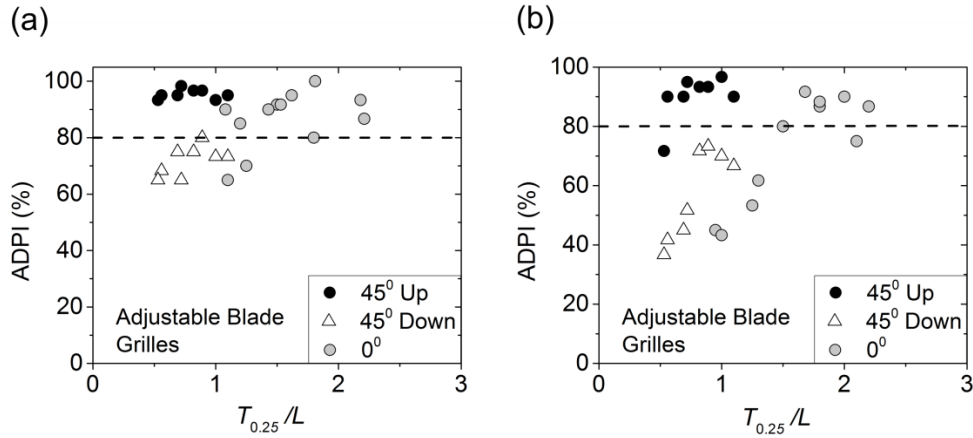 (a)
100
80
60
40
20
0
ADPI (%)
45⁰ Up
45⁰ Down
0⁰
Adjustable Blade
Grilles
0
1
2
3
T0.25 /L
(b)
100
80
60
40
20
0
ADPI (%)
45⁰ Up
45⁰ Down
0⁰
Adjustable Blade
Grilles
0
1
2
3
T0.25 /L